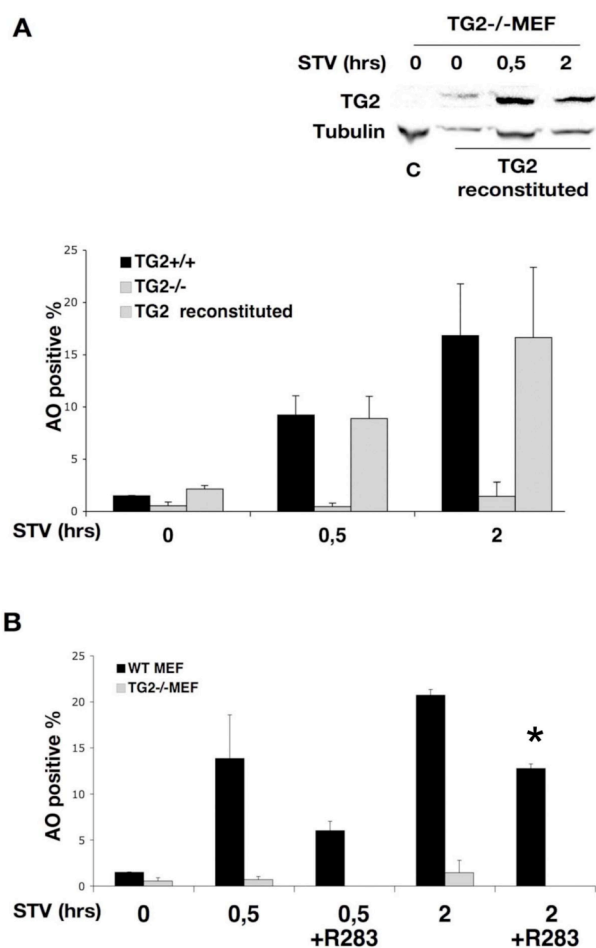 A
TG2-/-MEF
STV (hrs) 0 0 0,5 2
TG2
Tubulin
C TG2
reconstituted
25
20
15
10
5
0
AO positive %
TG2+/+
TG2-/-
TG2 reconstituted
STV (hrs) 0 0,5 2
B
25
20
15
10
5
0
AO positive %
WT MEF
TG2-/-MEF
*
STV (hrs) 0 0,5 0,5 2 2
+R283 +R283